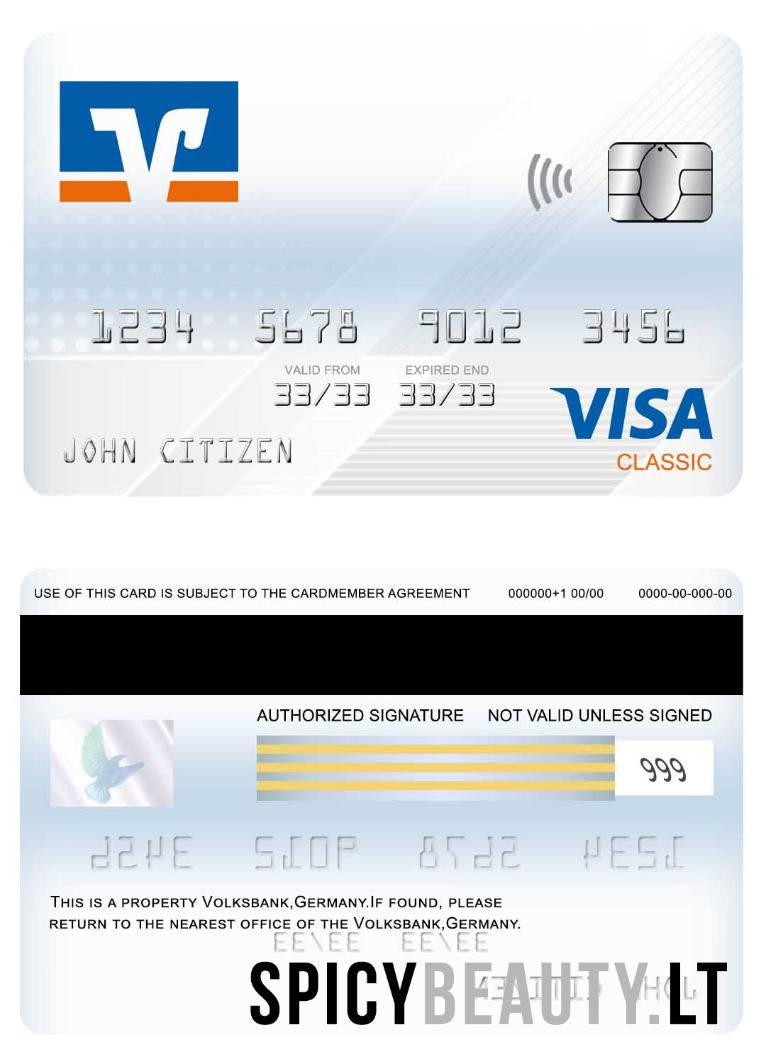 1234 5678 9012 3456
VALID FROM EXPIRED END
33/33 33/33
VISA
JOHN CITIZEN
CLASSIC
USE OF THIS CARD IS SUBJECT TO THE CARDMEMBER AGREEMENT 000000+1 00/00 0000-00-000-00
AUTHORIZED SIGNATURE NOT VALID UNLESS SIGNED
999
THIS IS A PROPERTY VOLKSBANK,GERMANY.IF FOUND, PLEASE
RETURN TO THE NEAREST OFFICE OF THE VOLKSBANK,GERMANY.
SPICYBEAUTY.LT